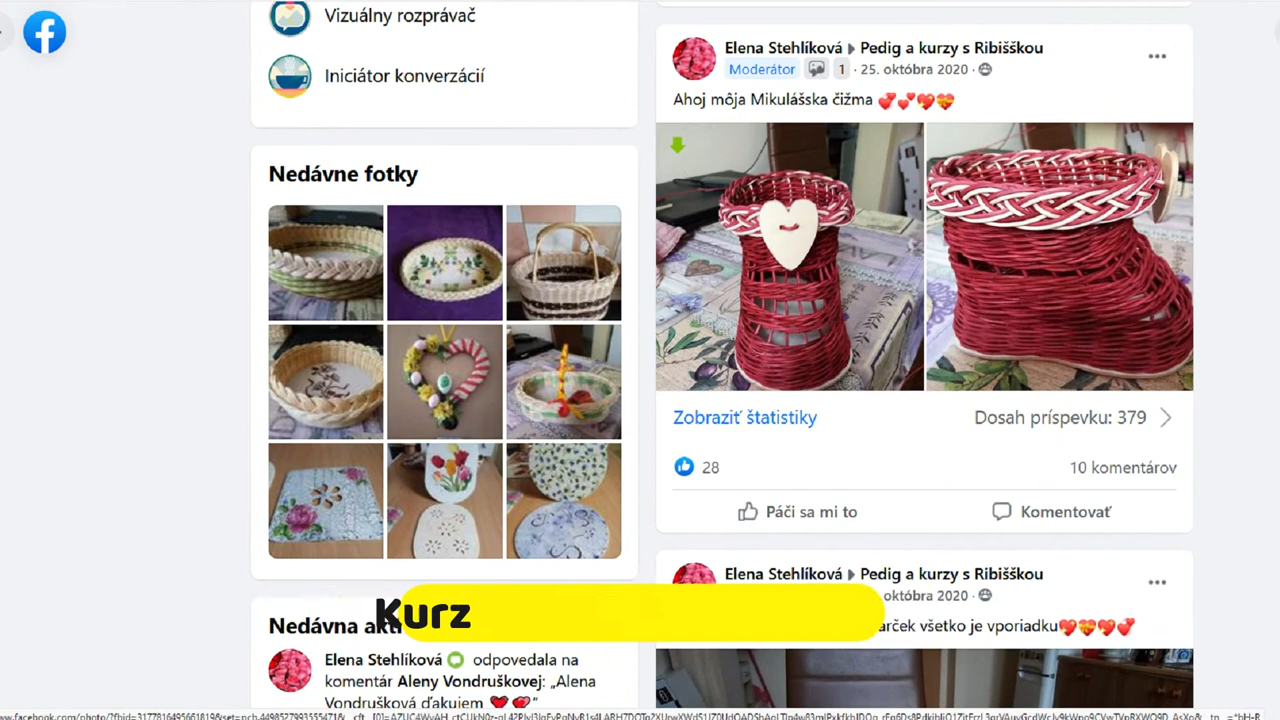 Vizuálny rozprávač
Iniciátor konverzácií
Nedávne fotky
Nedávna akti
Elena Stehlíková odpovedala na
komentár Aleny Vondruškovej: „Alena
Vondrušková ďakujem
Elena Stehlíková Pedig a kurzy s Ribišškou
Moderátor 1 · 25. októbra 2020 ·
Ahoj môja Mikulášska čižma
Zobraziť štatistiky Dosah príspevku: 379
28 10 komentárov
Páči sa mi to Komentovať
Elena Stehlíková Pedig a kurzy s Ribišškou
októbra 2020 ·
arček všetko je vporiadku
Kurz